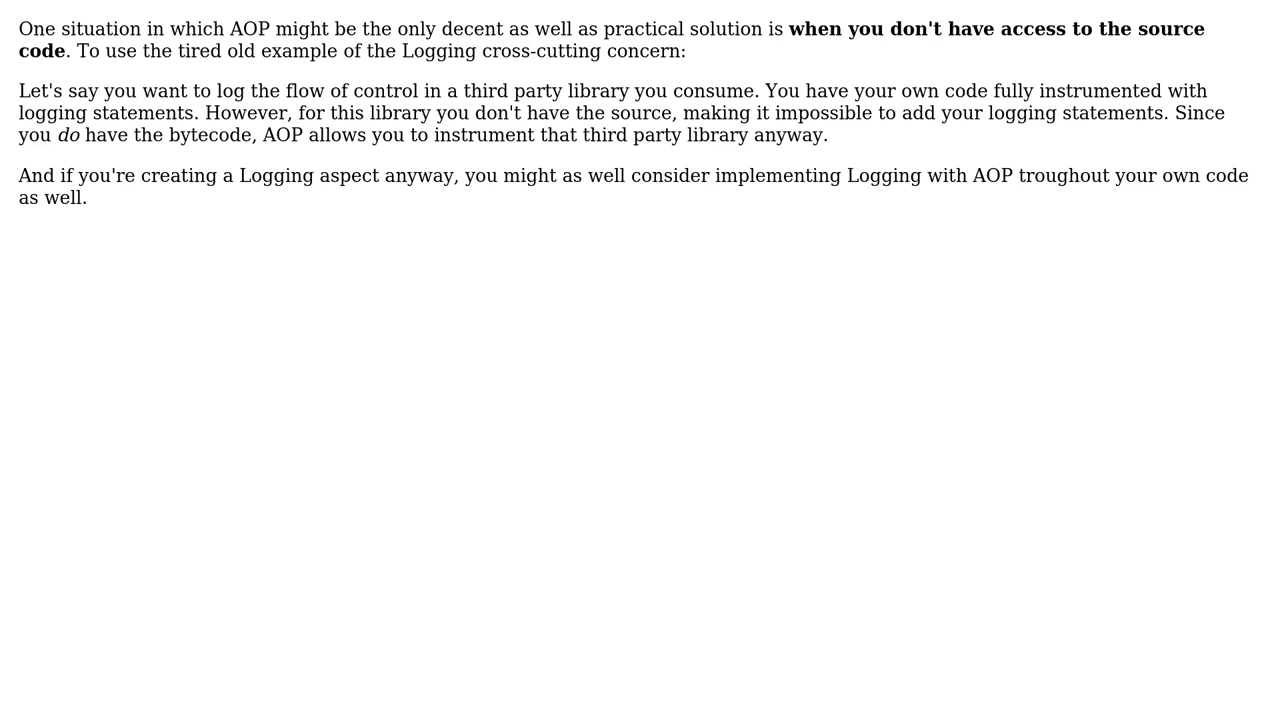 One situation in which AOP might be the only decent as well as practical solution is when you don't have access to the source
code. To use the tired old example of the Logging cross-cutting concern:
Let's say you want to log the flow of control in a third party library you consume. You have your own code fully instrumented with
logging statements. However, for this library you don't have the source, making it impossible to add your logging statements. Since
you do have the bytecode, AOP allows you to instrument that third party library anyway.
And if you're creating a Logging aspect anyway, you might as well consider implementing Logging with AOP troughout your own code
as well.